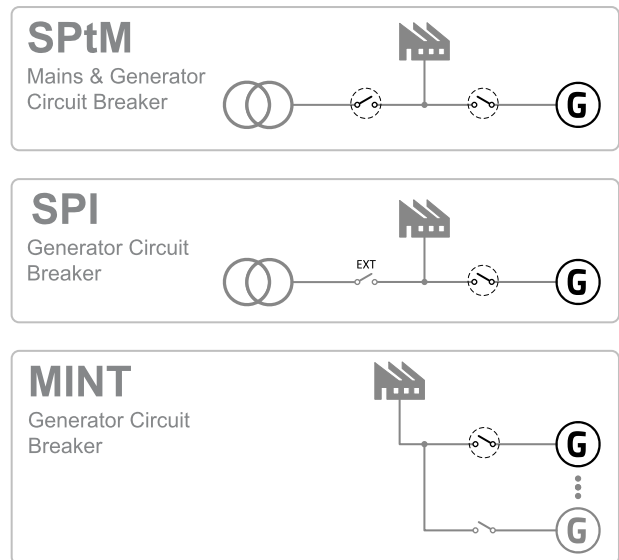 SPtM
Mains & Generator
Circuit Breaker
G
SPI
Generator Circuit
Breaker
EXT
G
MINT
Generator Circuit
Breaker
G
G